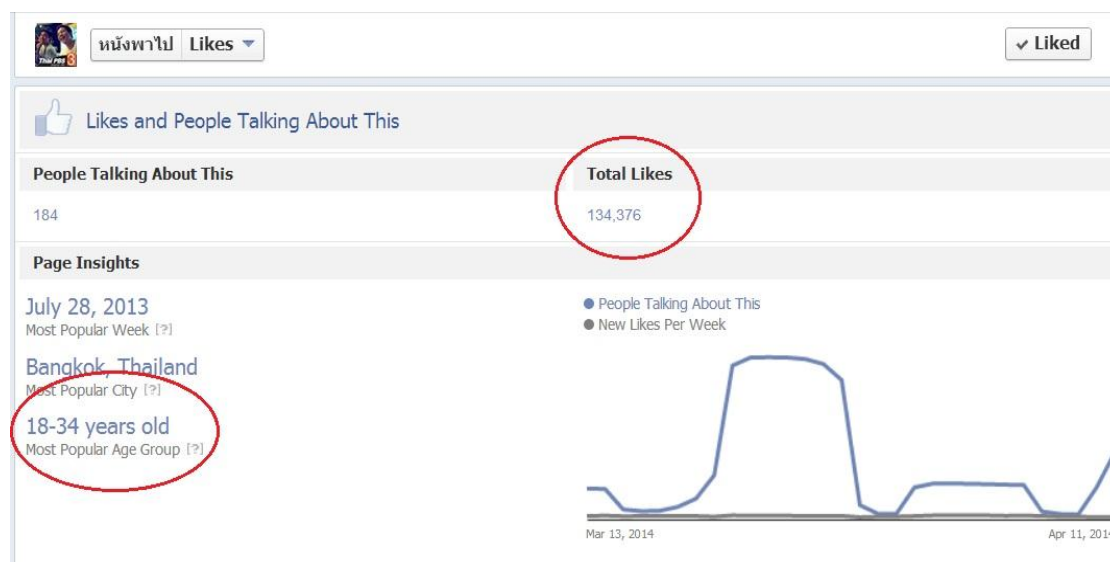 Thai PBS 3
หนังพาไป Likes
Liked
Likes and People Talking About This
People Talking About This
184
Total Likes
134,376
Page Insights
July 28, 2013
Most Popular Week [?]
Bangkok, Thailand
Most Popular City [?]
18-34 years old
Most Popular Age Group [?]
People Talking About This
New Likes Per Week
Mar 13, 2014
Apr 11, 2014